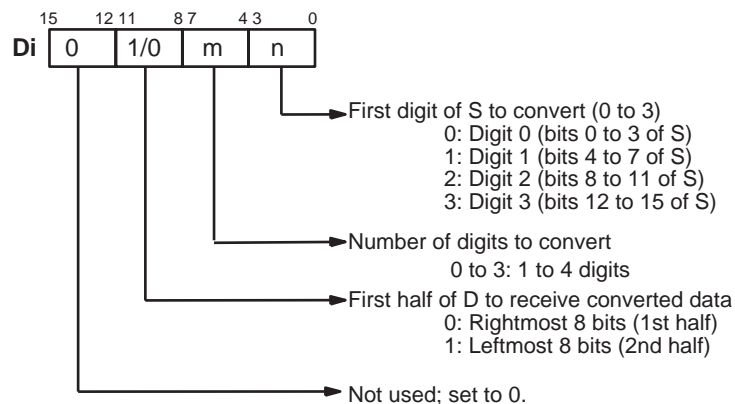 15 12 11 8 7 4 3 0
Di 0 1/0 m n
First digit of S to convert (0 to 3)
0: Digit 0 (bits 0 to 3 of S)
1: Digit 1 (bits 4 to 7 of S)
2: Digit 2 (bits 8 to 11 of S)
3: Digit 3 (bits 12 to 15 of S)
Number of digits to convert
0 to 3: 1 to 4 digits
First half of D to receive converted data
0: Rightmost 8 bits (1st half)
1: Leftmost 8 bits (2nd half)
Not used; set to 0.